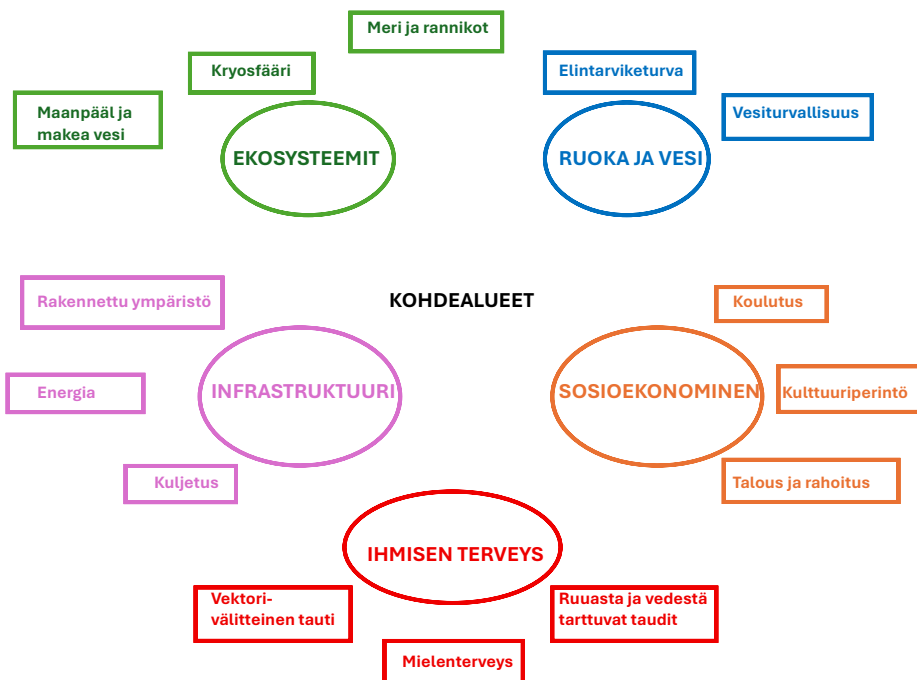 Meri ja rannikot
Kryosfääri
Elintarviketurva
Maanpääl ja
makea vesi
Vesiturvallisuus
EKOSYSTEEMIT
RUOKA JA VESI
Rakennettu ympäristö
KOHDEALUEET
Koulutus
Energia
INFRASTRUKTUURI
SOSIOEKONOMINEN
Kulttuuriperintö
Kuljetus
Talous ja rahoitus
IHMISEN TERVEYS
Vektori-
välitteinen tauti
Ruuasta ja vedestä
tarttuvat taudit
Mielenterveys